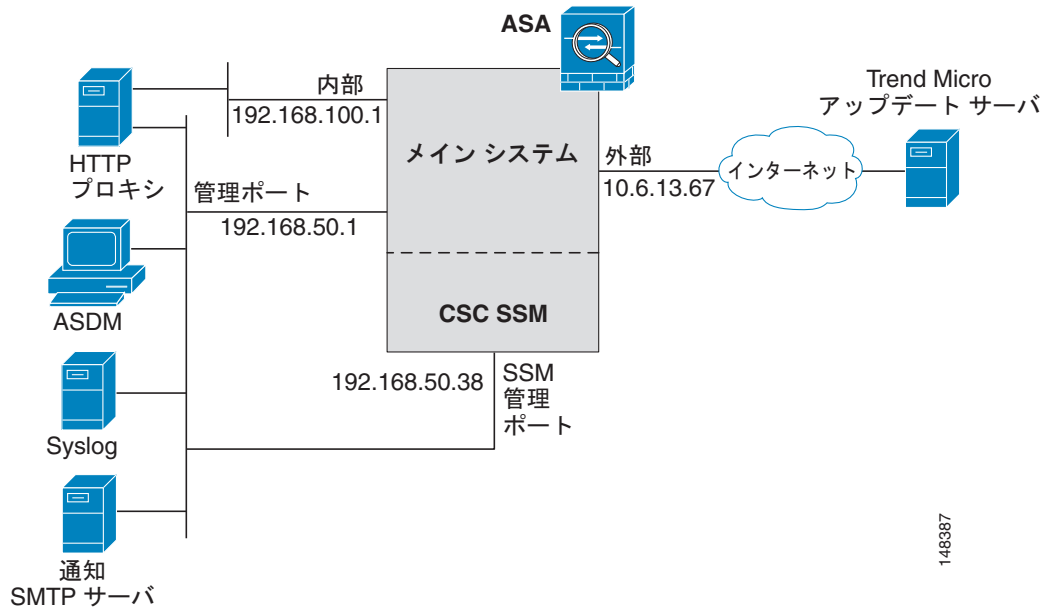 ASA
Trend Micro
アップデート サーバ
内部
192.168.100.1
HTTP
プロキシ
メイン システム
外部
10.6.13.67
インターネット
管理ポート
192.168.50.1
ASDM
CSC SSM
192.168.50.38
SSM
管理
ポート
Syslog
通知
SMTP サーバ
148387